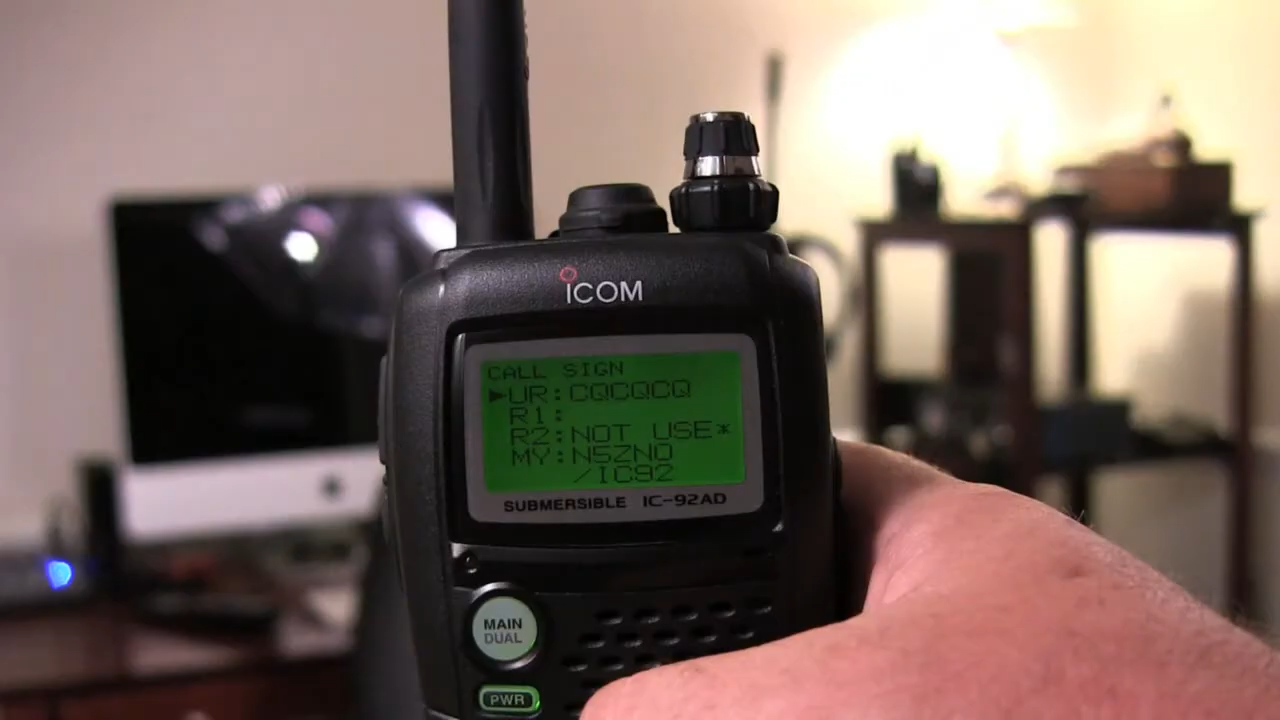 ICOM
CALL SIGN
▶UR:CQCQCQ
R1:
R2:NOT USE*
MY:N5ZNO
/IC92
SUBMERSIBLE IC-92AD
MAIN
DUAL
PWR